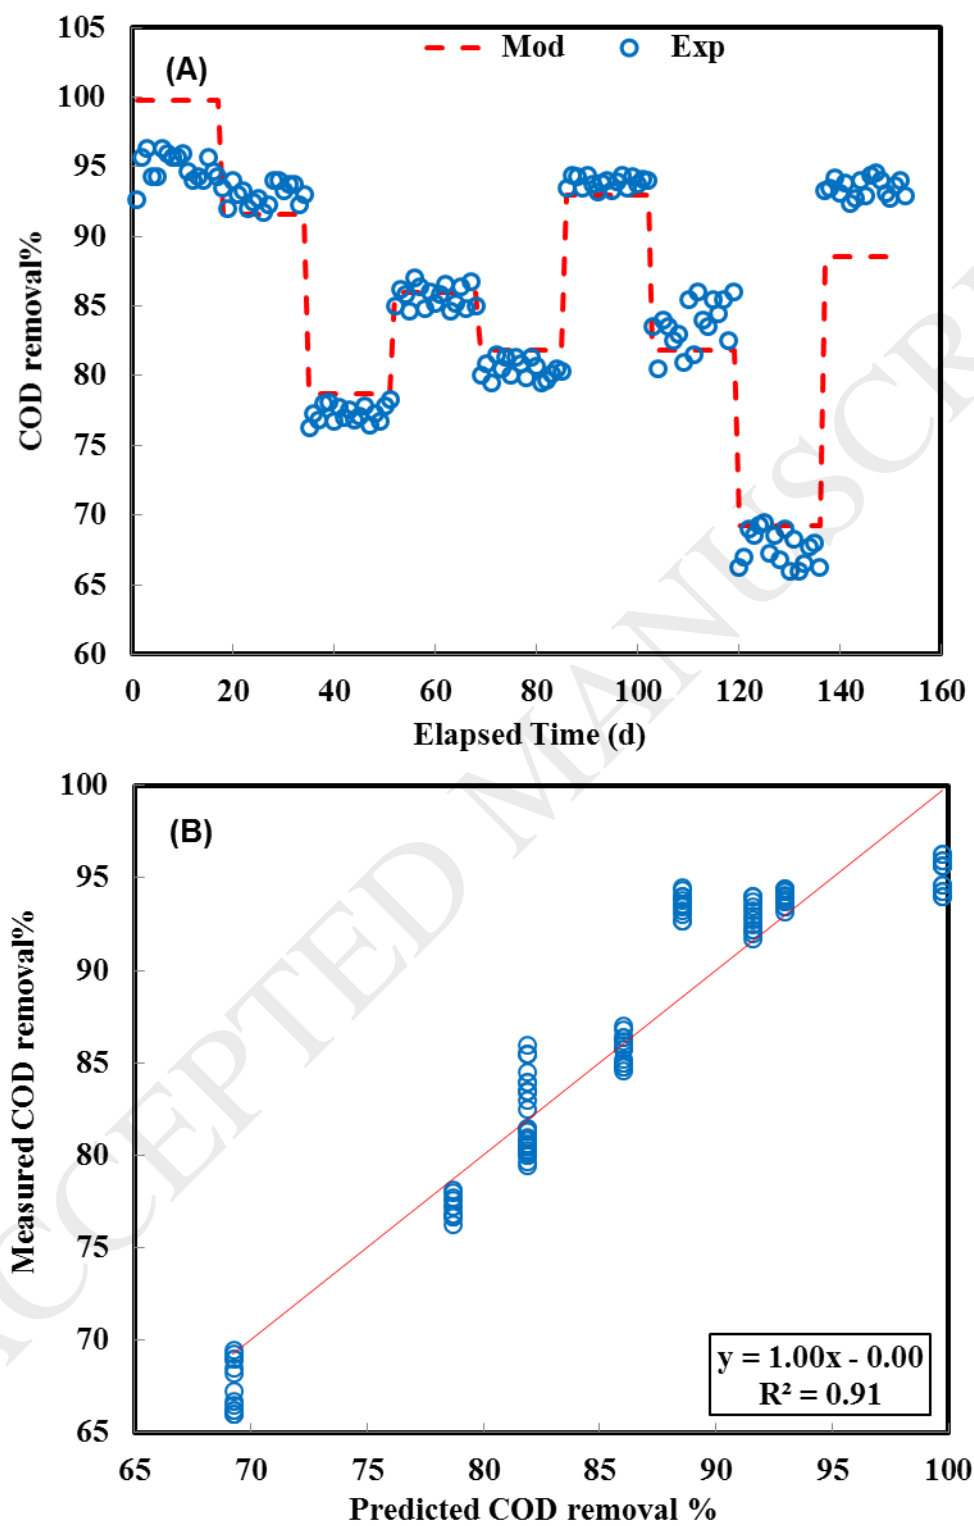 105
100
95
90
85
80
75
70
65
60
COD removal%
(A)
Mod
Exp
0 20 40 60 80 100 120 140 160
Elapsed Time (d)
100
95
90
85
80
75
70
65
Measured COD removal%
(B)
y = 1.00x - 0.00
R² = 0.91
65 70 75 80 85 90 95 100
Predicted COD removal %
ACCEPTED MANUSCRI